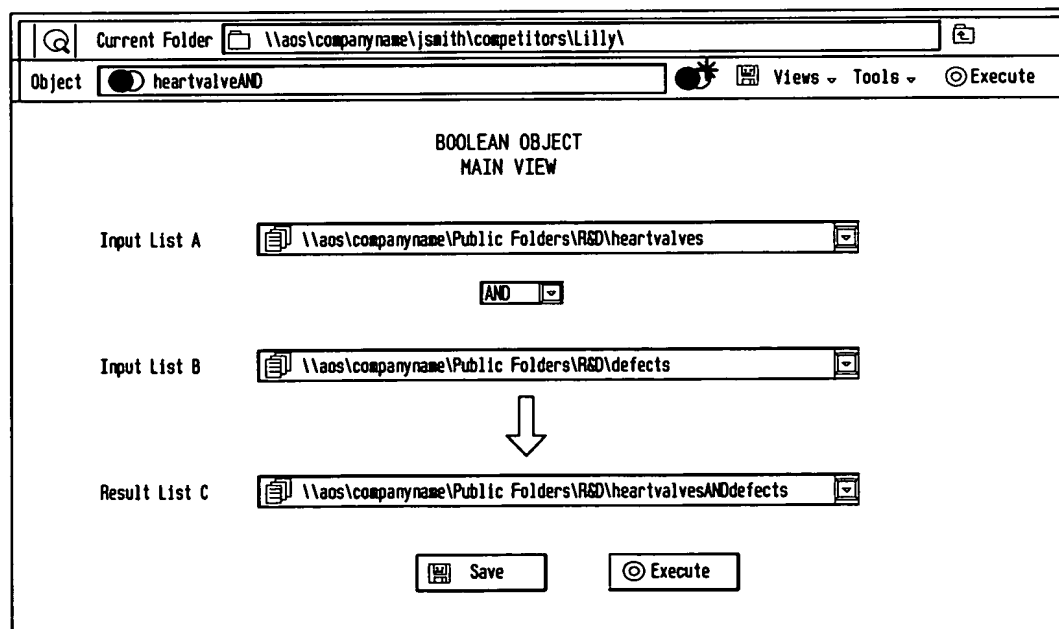 Current Folder \\aos\companyname\jsmith\competitors\Lilly\
Object heartvalveAND Views Tools Execute
BOOLEAN OBJECT
MAIN VIEW
Input List A \\aos\companyname\Public Folders\R&D\heartvalves
AND
Input List B \\aos\companyname\Public Folders\R&D\defects
Result List C \\aos\companyname\Public Folders\R&D\heartvalvesANDdefects
Save Execute